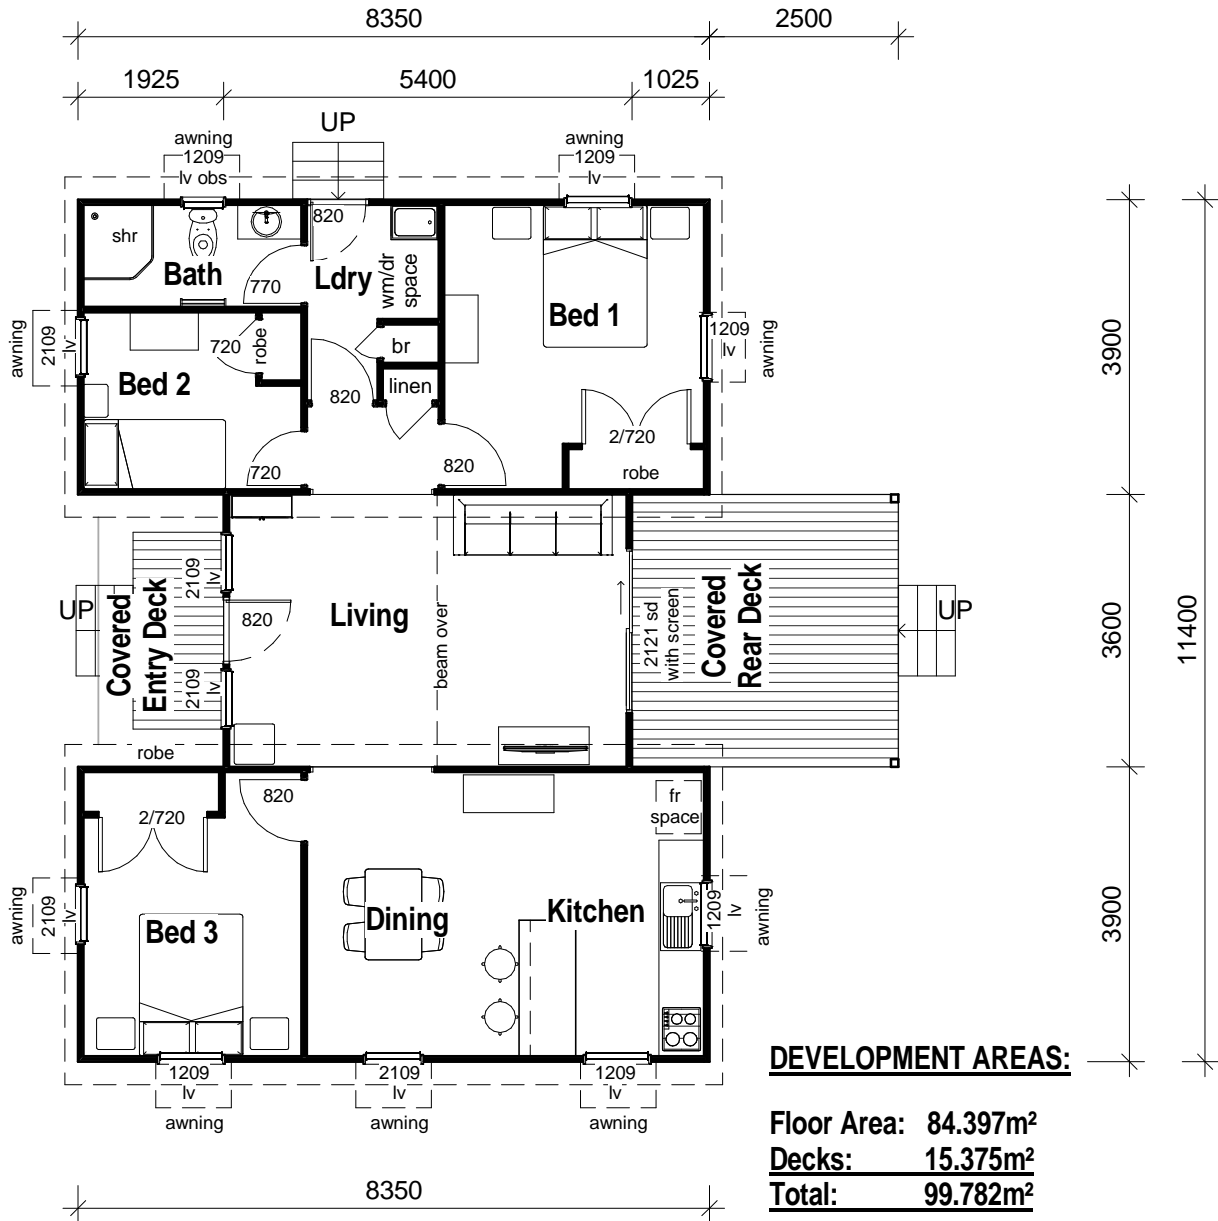 8350
2500
1925
5400
1025
UP
awning
1209
lv obs
awning
1209
lv
820
shr
Bath
Ldry
wm/dr
space
770
Bed 1
awning
2109
lv
1209
lv
awning
3900
720
robe
br
Bed 2
linen
820
2/720
720
820
robe
2109
lv
UP
Covered
Entry Deck
820
Living
beam over
2121 sd
with screen
Covered
Rear Deck
UP
3600
11400
2109
lv
robe
820
fr
space
2/720
awning
2109
lv
Bed 3
Dining
Kitchen
1209
lv
awning
3900
1209
lv
awning
2109
lv
awning
1209
lv
awning
DEVELOPMENT AREAS:
Floor Area: 84.397m²
Decks: 15.375m²
Total: 99.782m²
8350